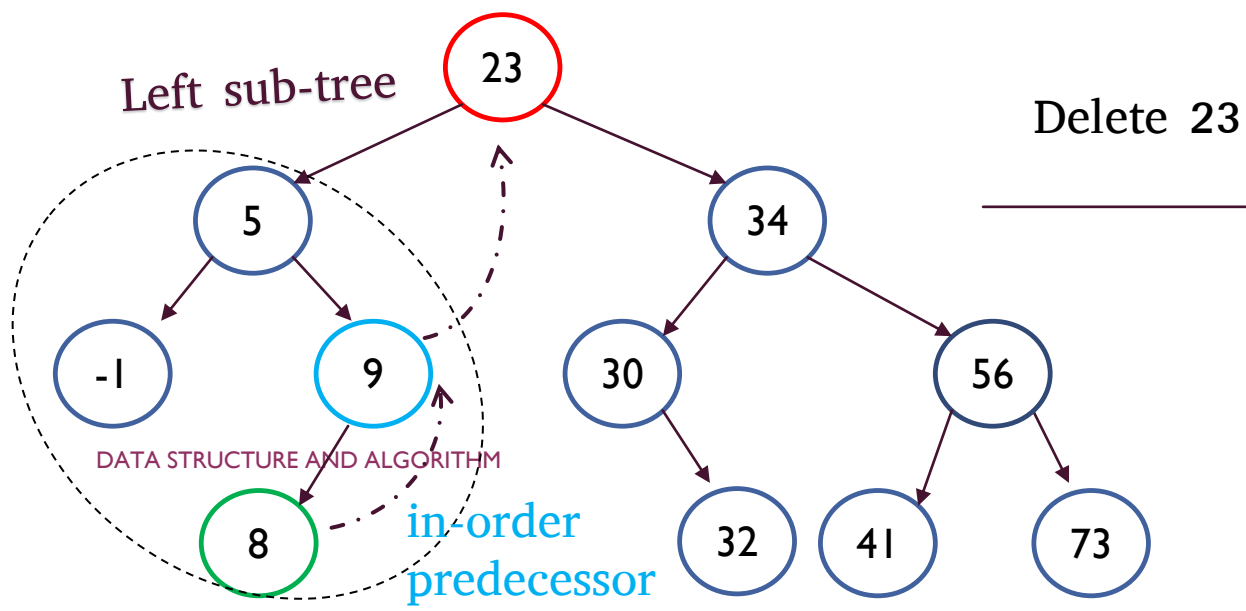 23
Left sub-tree
Delete 23
5
34
-1
9
30
56
DATA STRUCTURE AND ALGORITHM
8
in-order
predecessor
32
41
73